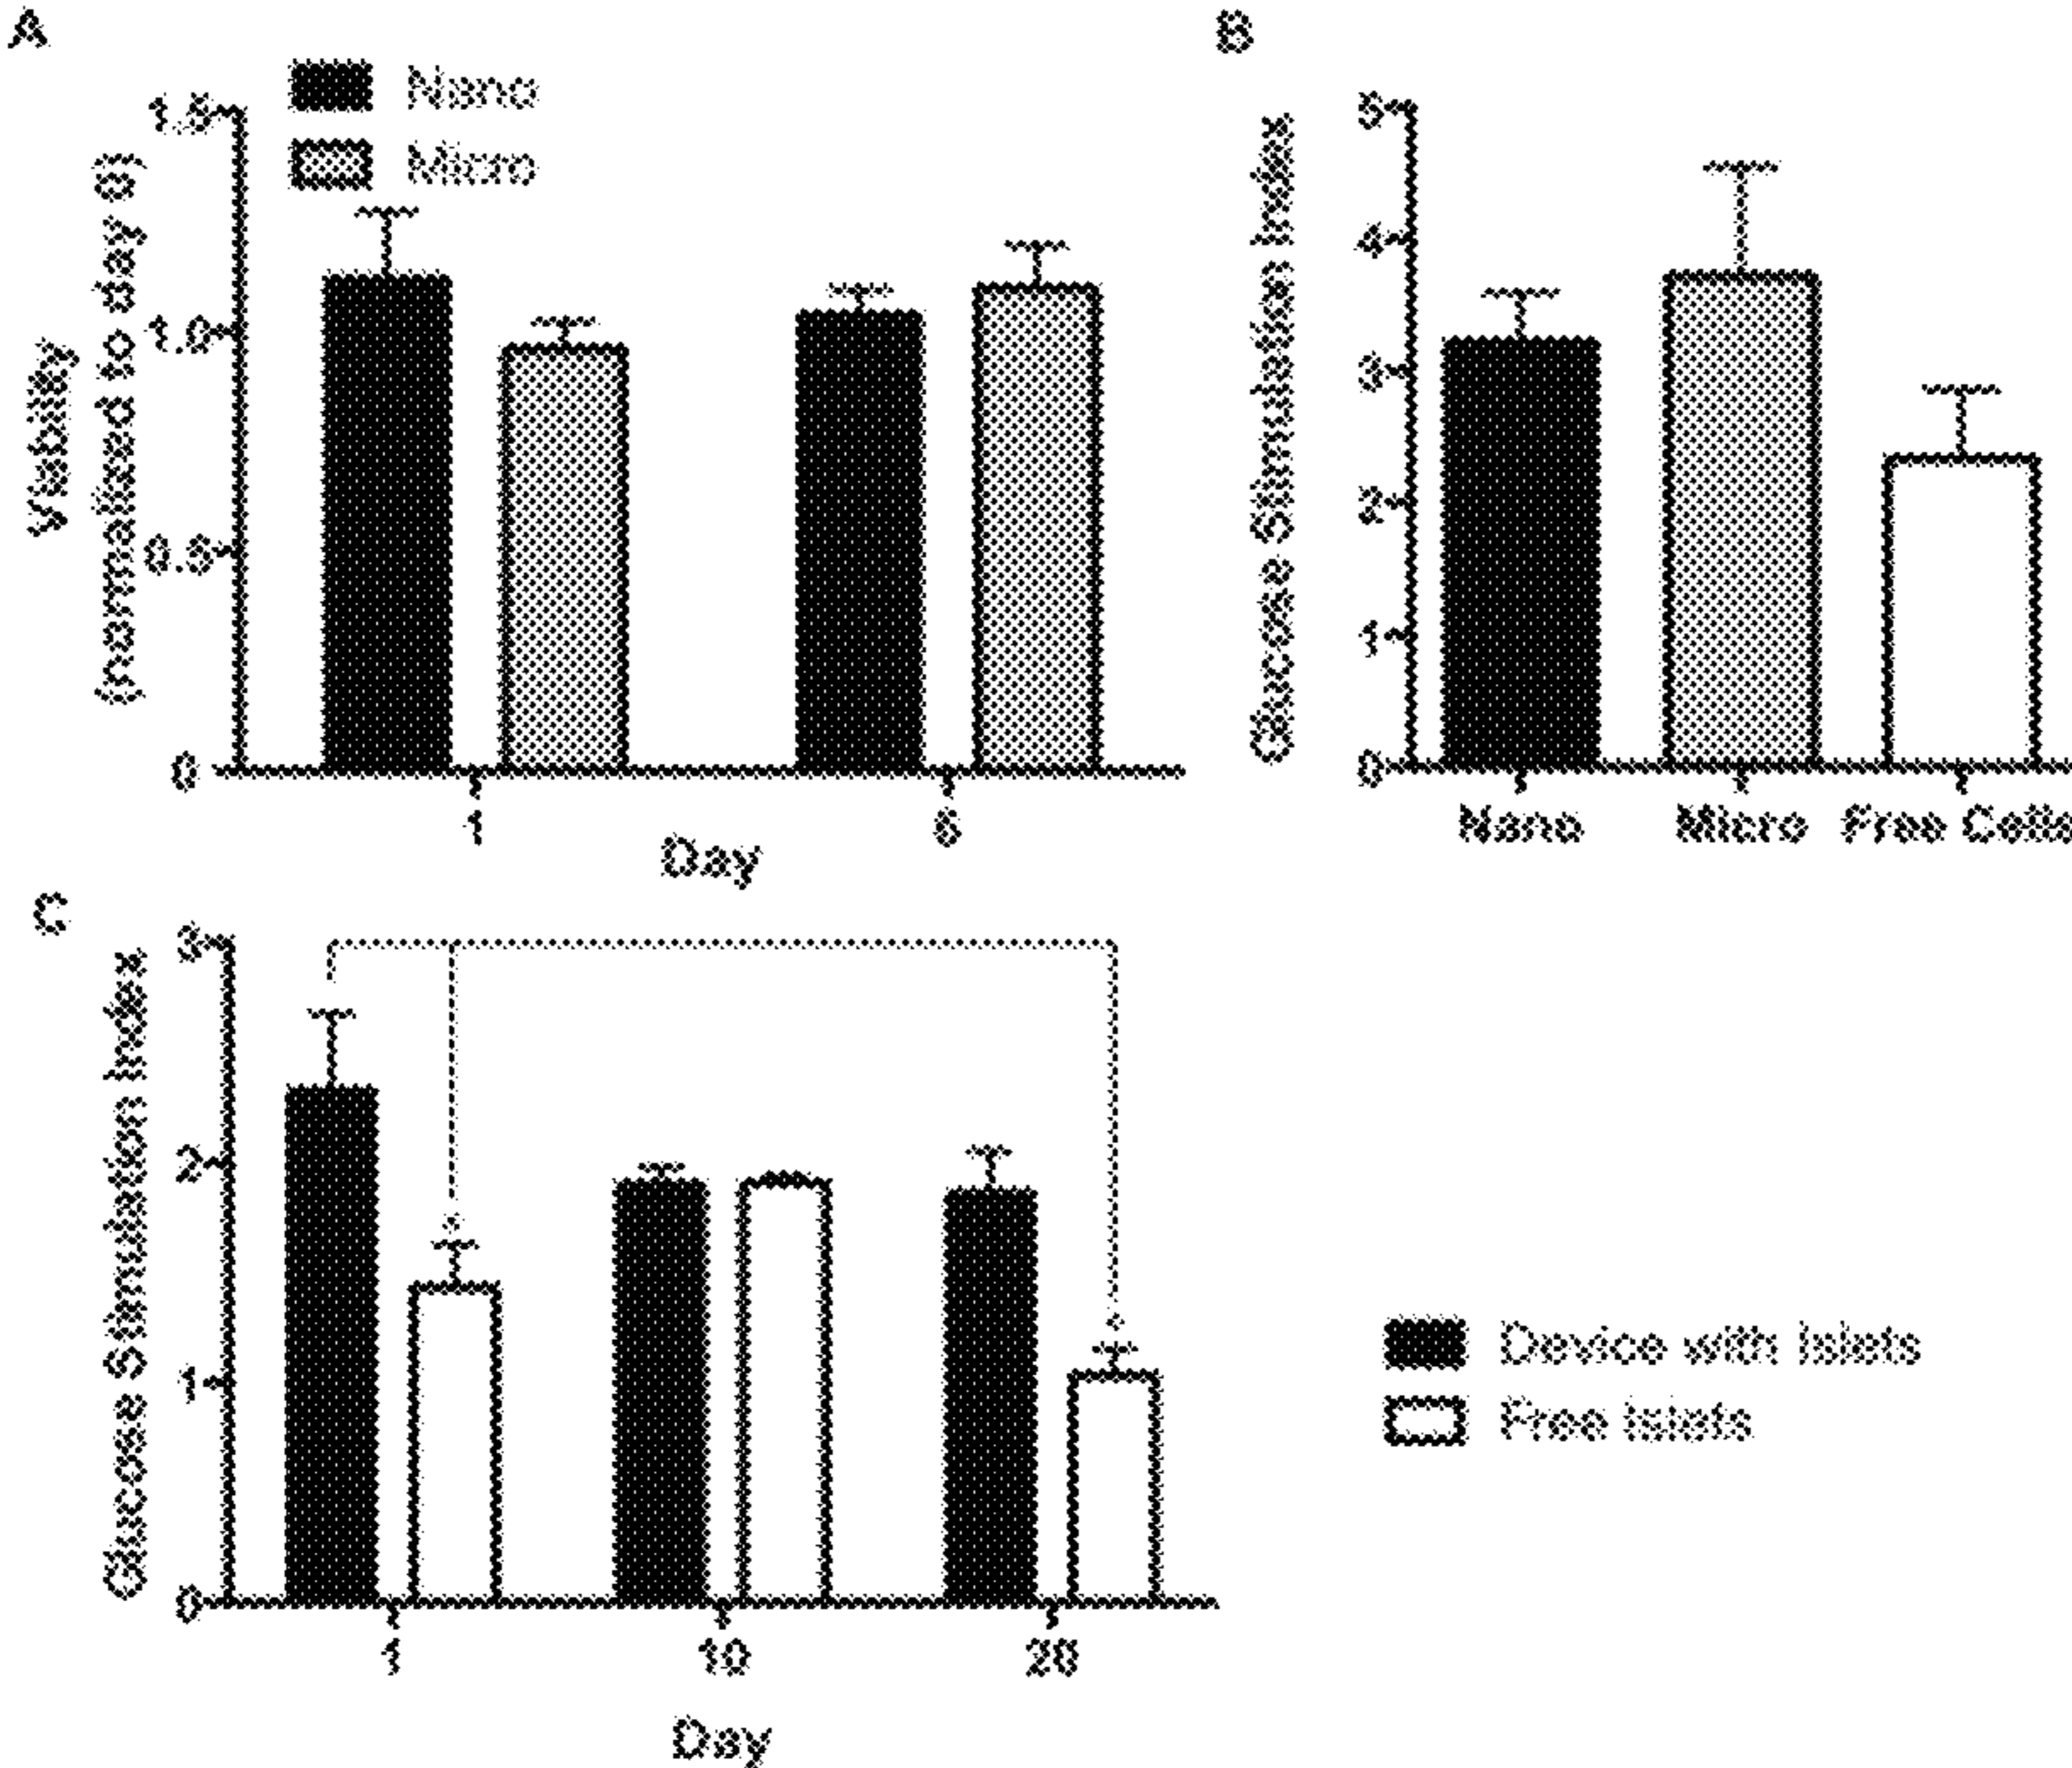 A
Nano
Micro
Viability
(normalized to day 0)
1.5
1.0
0.5
0
1
6
Day
B
Glucose Stimulation Index
5
4
3
2
1
0
Nano
Micro
Free Cells
C
Glucose Stimulation Index
3
2
1
0
1
10
20
Day
Device with Islets
Free Islets